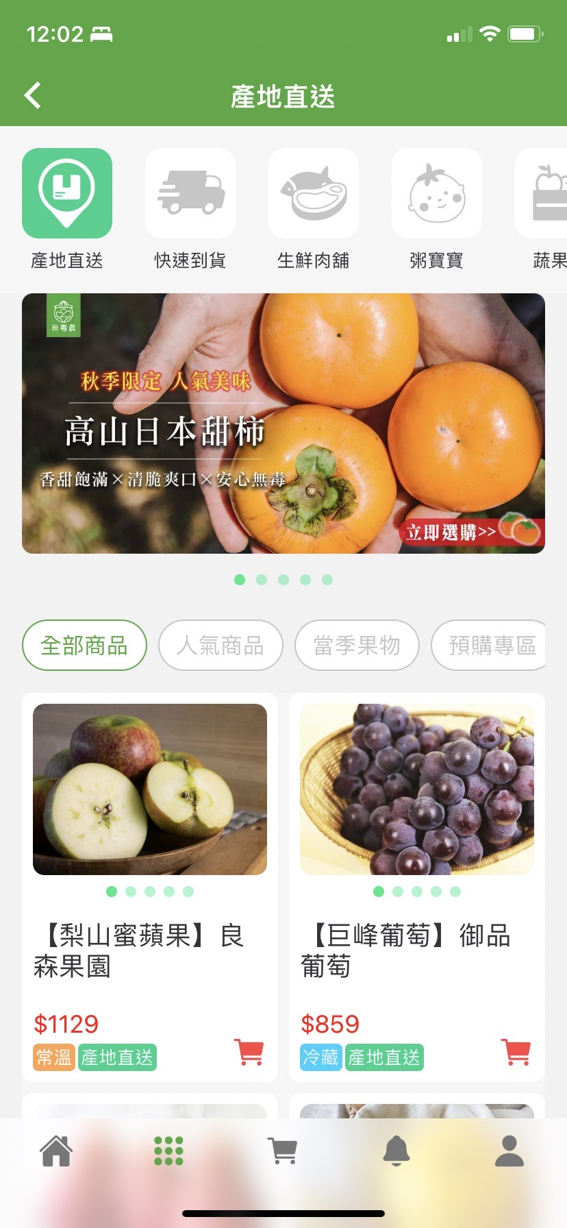 12:02
產地直送
產地直送
快速到貨
生鮮肉舖
粥寶寶
蔬果
秋季限定 人氣美味
高山日本甜柿
香甜飽滿×清脆爽口×安心無毒
立即選購>>
全部商品
人氣商品
當季果物
預購專區
【梨山蜜蘋果】良
森果園
$1129
常溫 產地直送
【巨峰葡萄】御品
葡萄
$859
冷藏 產地直送